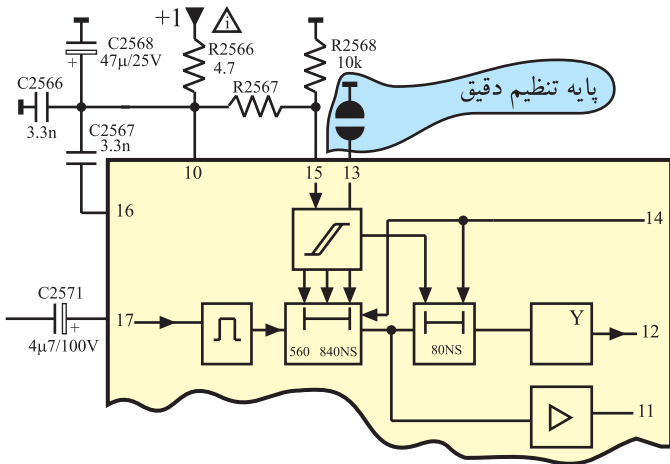 +1
i
C2568
47µ/25V
R2566
4.7
R2568
10k
R2567
C2566
3.3n
C2567
3.3n
پایه تنظیم دقیق
10
15
13
16
14
C2571
4µ7/100V
17
560 840NS
80NS
Y
12
11